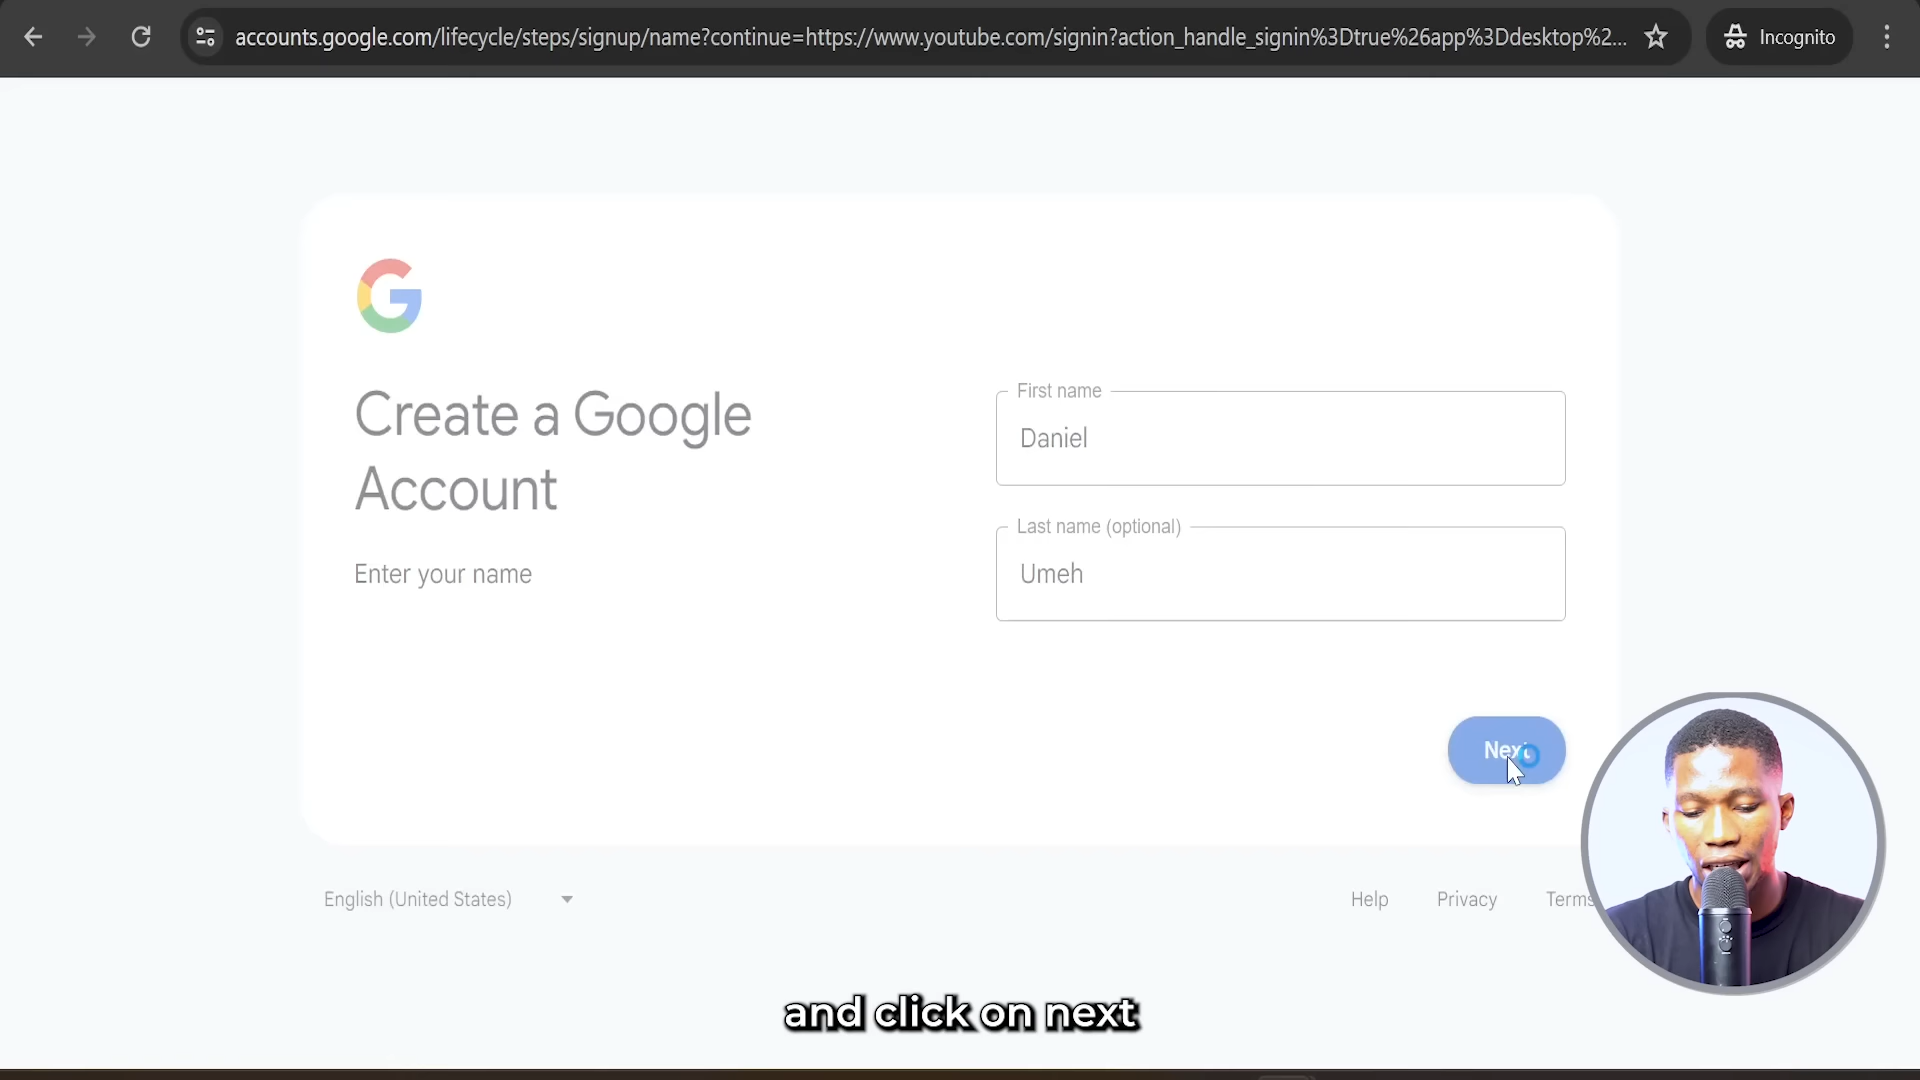 accounts.google.com/lifecycle/steps/signup/name?continue=https://www.youtube.com/signin?action_handle_signin%3Dtrue%26app%3Ddesktop%2...
Incognito
Create a Google
Account
Enter your name
First name
Daniel
Last name (optional)
Umeh
Next
English (United States)
Help
Privacy
Terms
and click on next